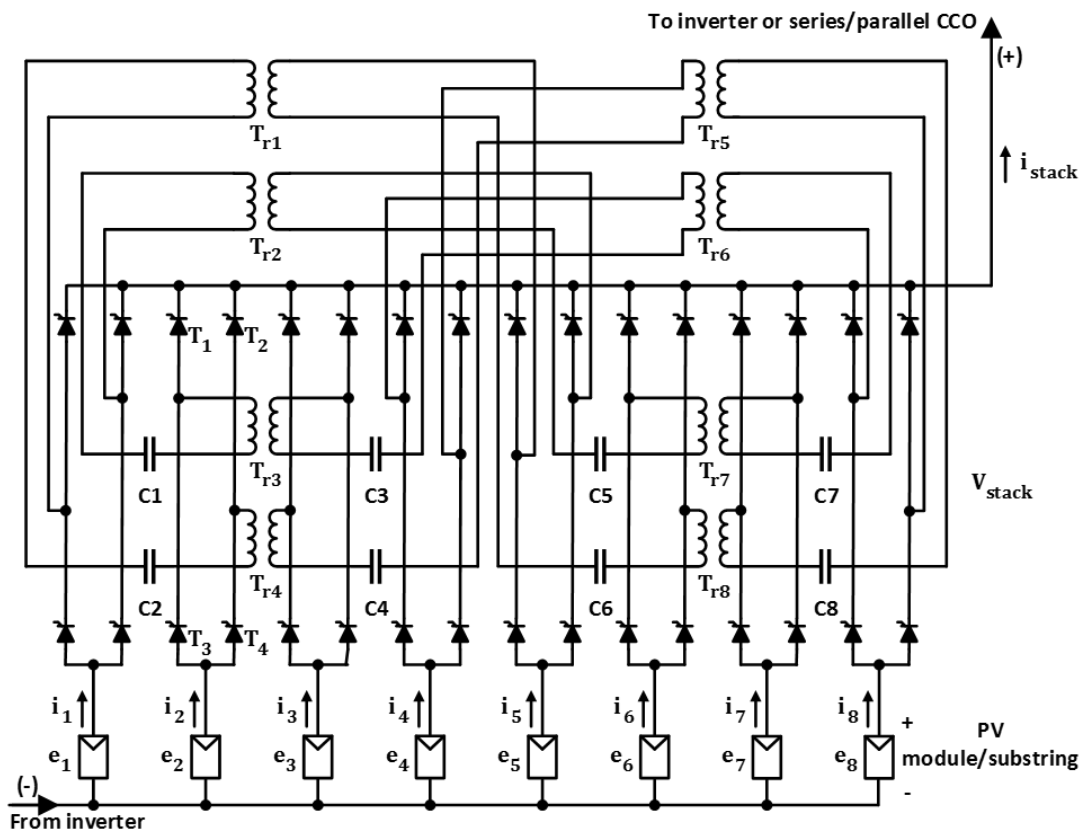 To inverter or series/parallel CCO
(+)
Tr1
Tr5
istack
Tr2
Tr6
T1
T2
C1
Tr3
C3
C5
Tr7
C7
Vstack
C2
Tr4
C4
C6
Tr8
C8
T3
T4
i1
i2
i3
i4
i5
i6
i7
i8
+
PV
module/substring
-
e1
e2
e3
e4
e5
e6
e7
e8
(-)
From inverter